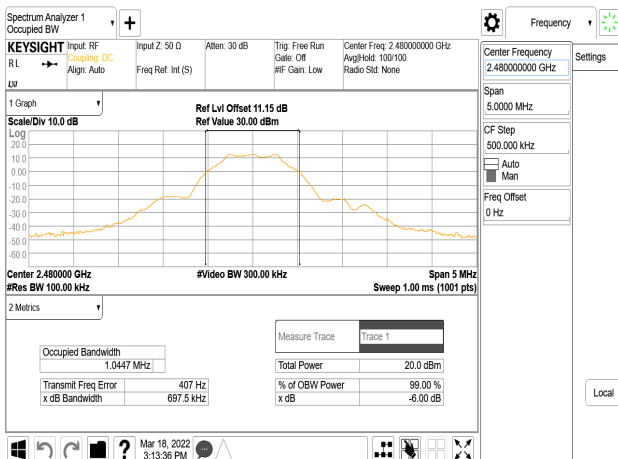 Spectrum Analyzer 1
Occupied BW
Frequency
KEYSIGHT
R L
LXI
Input: RF
Coupling: DC
Align: Auto
Input Z: 50 Ω
Freq Ref: Int (S)
Atten: 30 dB
Trig: Free Run
Gate: Off
#IF Gain: Low
Center Freq: 2.480000000 GHz
Avg|Hold: 100/100
Radio Std: None
Center Frequency
2.480000000 GHz
Settings
Span
5.0000 MHz
CF Step
500.000 kHz
Auto
Man
Freq Offset
0 Hz
Local
1 Graph
Scale/Div 10.0 dB
Ref Lvl Offset 11.15 dB
Ref Value 30.00 dBm
Log
20.0
10.0
0.00
-10.0
-20.0
-30.0
-40.0
-50.0
-60.0
Center 2.480000 GHz
#Res BW 100.00 kHz
#Video BW 300.00 kHz
Span 5 MHz
Sweep 1.00 ms (1001 pts)
2 Metrics
Measure Trace Trace 1
Occupied Bandwidth
1.0447 MHz
Total Power 20.0 dBm
Transmit Freq Error 407 Hz
% of OBW Power 99.00 %
x dB Bandwidth 697.5 kHz
x dB -6.00 dB
Mar 18, 2022
3:13:36 PM